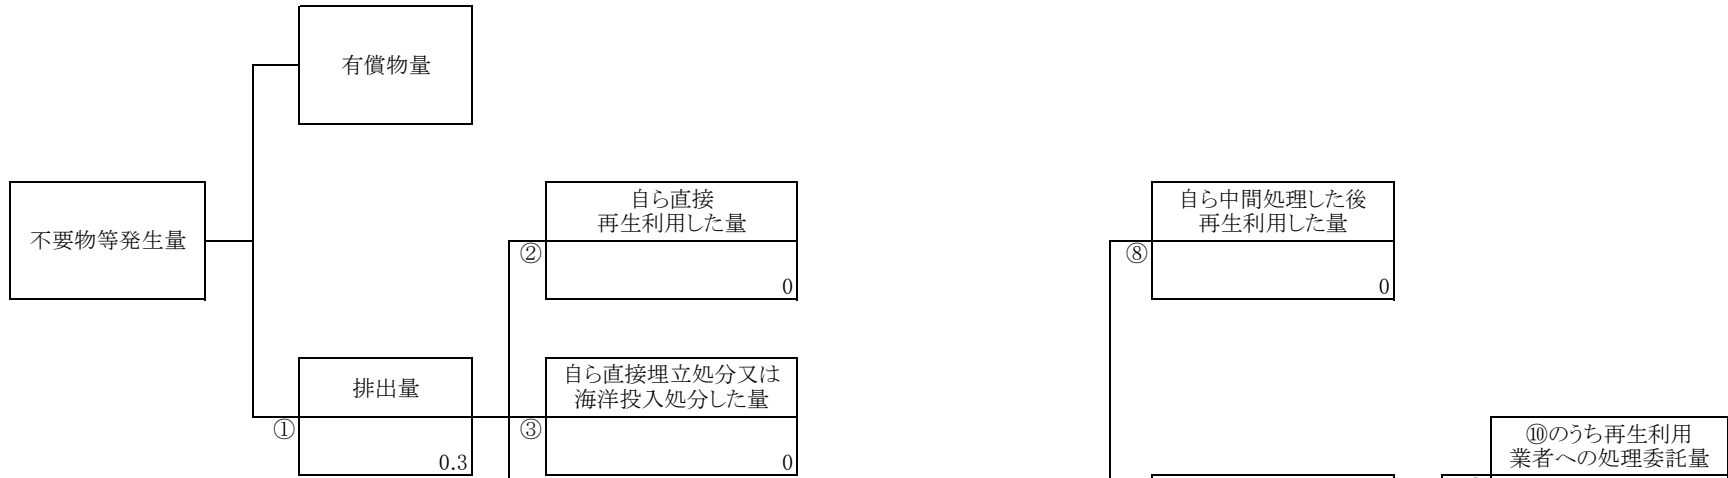 有償物量
不要物等発生量
自ら直接
再生利用した量
②
0
自ら中間処理した後
再生利用した量
⑧
0
排出量
①
0.3
自ら直接埋立処分又は
海洋投入処分した量
③
0
⑩のうち再生利用
業者への処理委託量